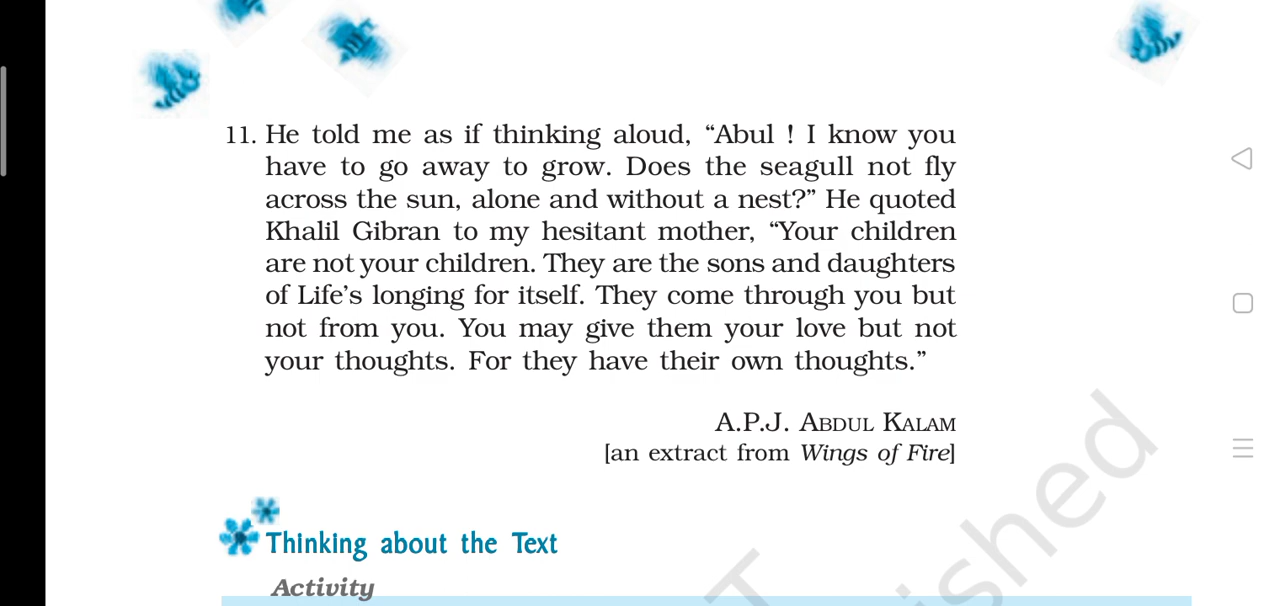 11. He told me as if thinking aloud, “Abul ! I know you
have to go away to grow. Does the seagull not fly
across the sun, alone and without a nest?” He quoted
Khalil Gibran to my hesitant mother, “Your children
are not your children. They are the sons and daughters
of Life’s longing for itself. They come through you but
not from you. You may give them your love but not
your thoughts. For they have their own thoughts.”
A.P.J. ABDUL KALAM
[an extract from Wings of Fire]
Thinking about the Text
Activity